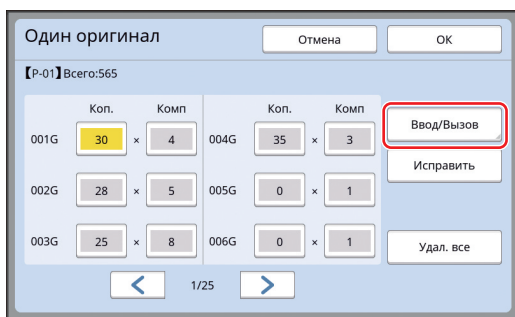 Один оригинал Отмена ОК
【P-01】Всего:565
Коп. Комп Коп. Комп
Ввод/Вызов
001G 30 × 4 004G 35 × 3
Исправить
002G 28 × 5 005G 0 × 1
003G 25 × 8 006G 0 × 1 Удал. все
< 1/25 >